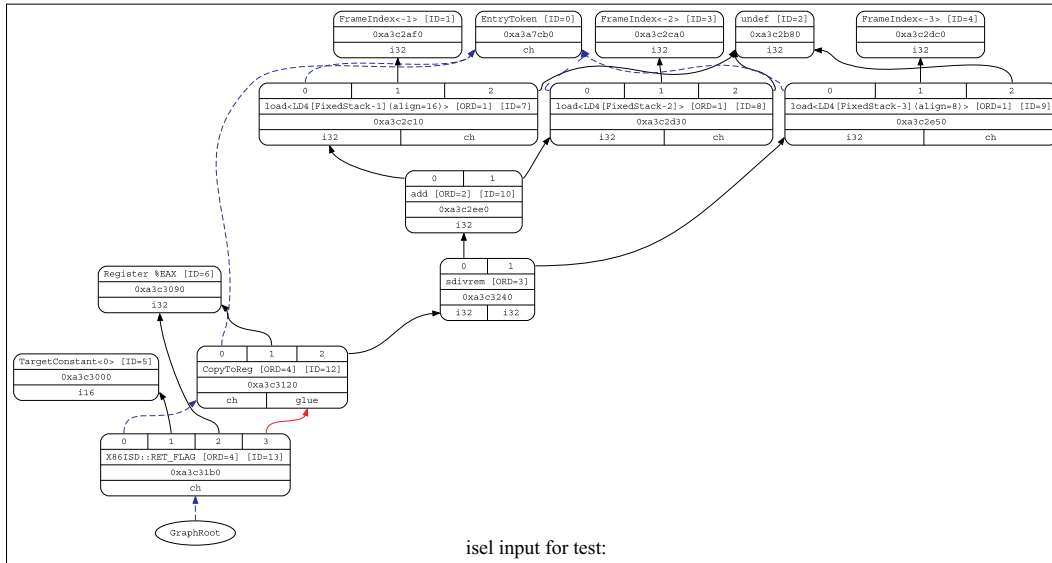 FrameIndex<-1> [ID=1]
0xa3c2af0
i32
EntryToken [ID=0]
0xa3a7cb0
ch
FrameIndex<-2> [ID=3]
0xa3c2ca0
i32
undef [ID=2]
0xa3c2b80
i32
FrameIndex<-3> [ID=4]
0xa3c2dc0
i32
0 1 2
load<LD4[FixedStack-1](align=16)> [ORD=1] [ID=7]
0xa3c2c10
i32 ch
0 1 2
load<LD4[FixedStack-2]> [ORD=1] [ID=8]
0xa3c2d30
i32 ch
0 1 2
load<LD4[FixedStack-3](align=8)> [ORD=1] [ID=9]
0xa3c2e50
i32 ch
0 1
add [ORD=2] [ID=10]
0xa3c2ee0
i32
0 1
sdivrem [ORD=3]
0xa3c3240
i32 i32
Register %EAX [ID=6]
0xa3c3090
i32
TargetConstant<0> [ID=5]
0xa3c3000
i16
0 1 2
CopyToReg [ORD=4] [ID=12]
0xa3c3120
ch glue
0 1 2 3
X86ISD::RET_FLAG [ORD=4] [ID=13]
0xa3c31b0
ch
GraphRoot
isel input for test: